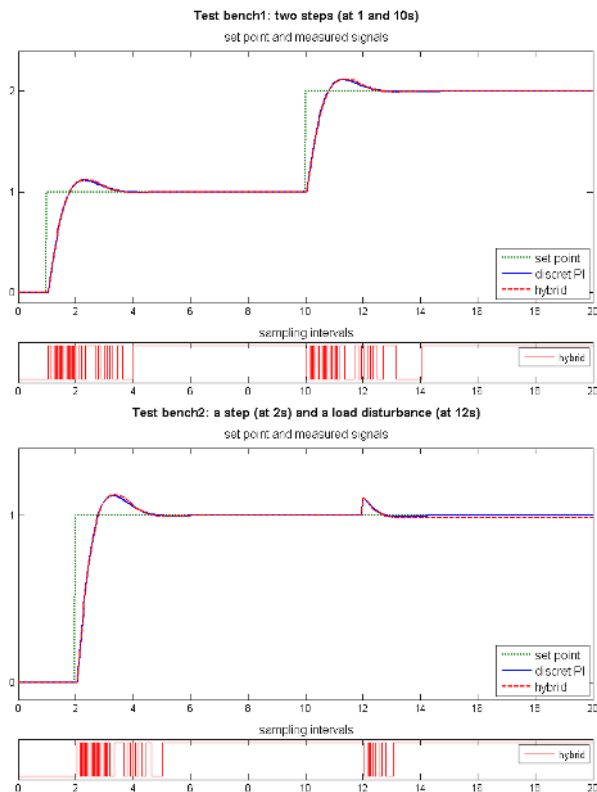 Test bench1: two steps (at 1 and 10s)
set point and measured signals
2
1
0
set point
discret PI
hybrid
0 2 4 6 8 10 12 14 16 18 20
sampling intervals
hybrid
0 2 4 6 8 10 12 14 16 18 20
Test bench2: a step (at 2s) and a load disturbance (at 12s)
set point and measured signals
1
0
set point
discret PI
hybrid
0 2 4 6 8 10 12 14 16 18 20
sampling intervals
hybrid
0 2 4 6 8 10 12 14 16 18 20